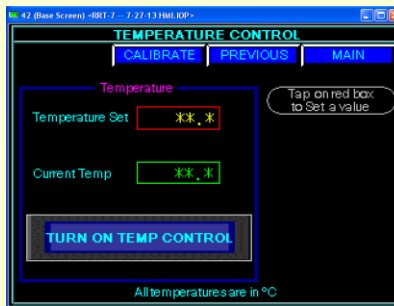 42 (Base Screen) <RRT-7 -- 7-27-13 HMI.IOP>
TEMPERATURE CONTROL
CALIBRATE PREVIOUS MAIN
Temperature
Tap on red box
to Set a value
Temperature Set **.*
Current Temp **.*
TURN ON TEMP CONTROL
All temperatures are in °C